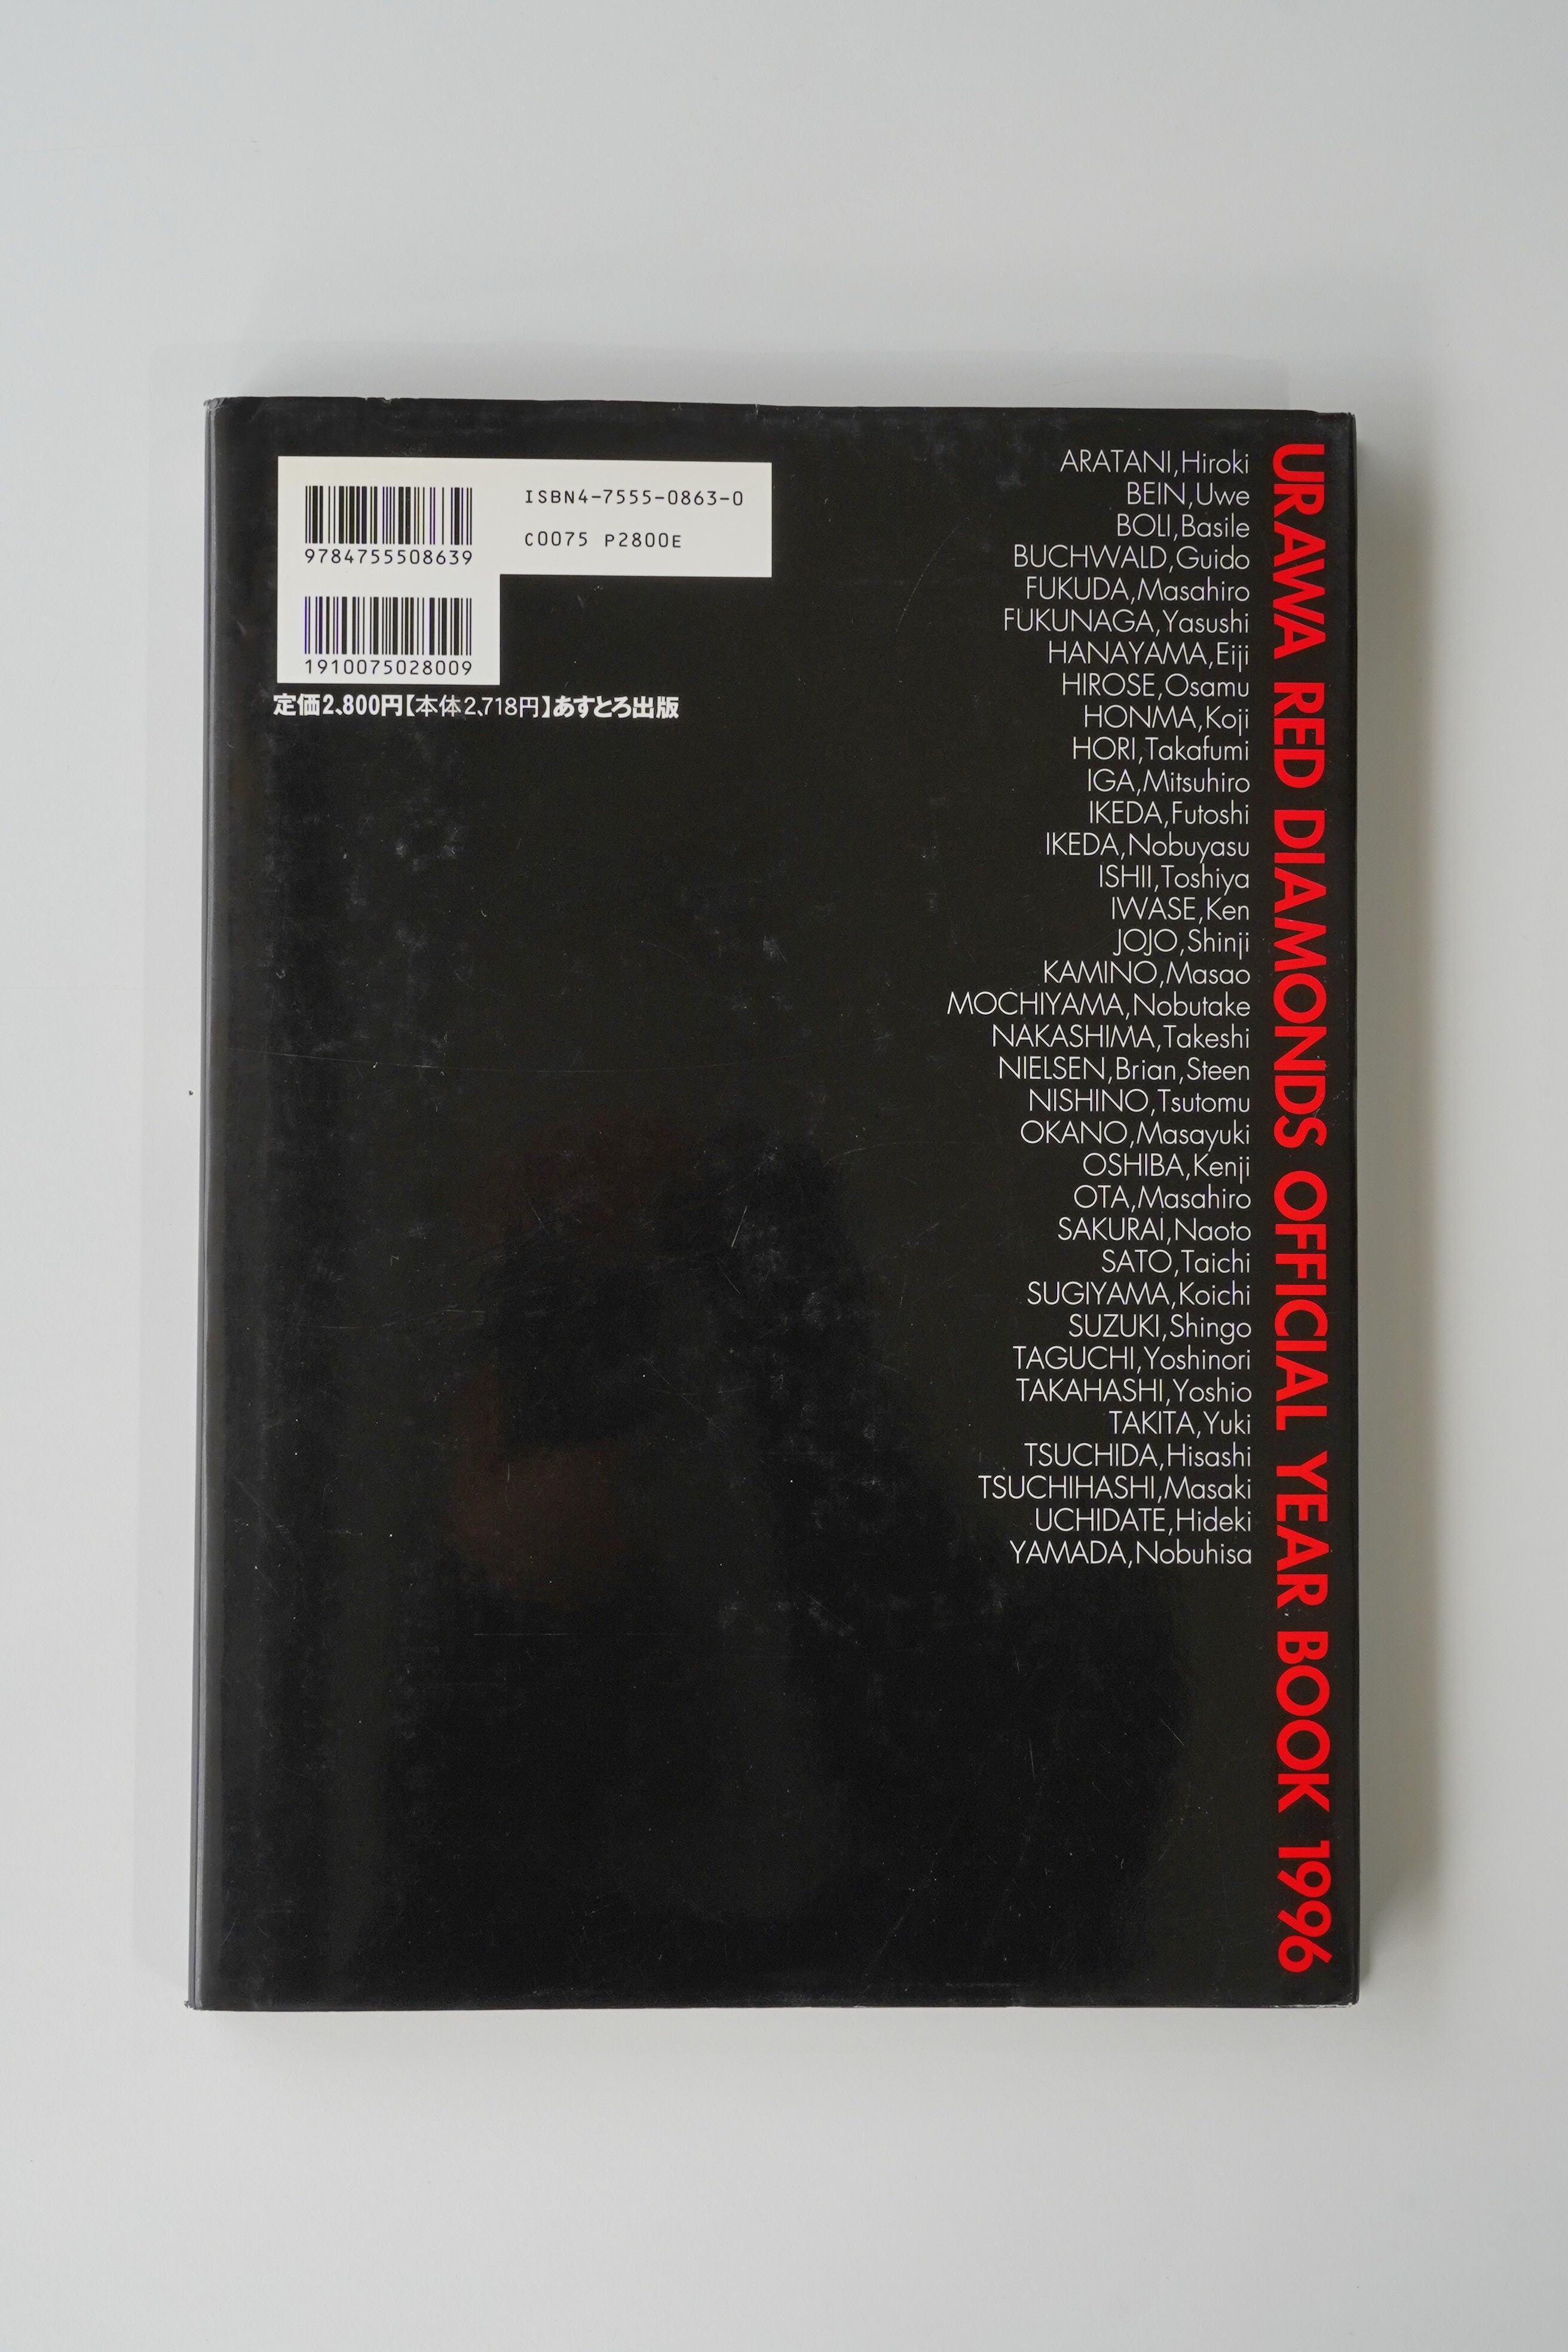 ISBN4-7555-0863-0
C0075 P2800E
9784755508639
1910075028009
定価2,800円【本体2,718円】あすとろ出版
ARATANI,Hiroki
BEIN,Uwe
BOLI,Basile
BUCHWALD,Guido
FUKUDA,Masahiro
FUKUNAGA,Yasushi
HANAYAMA,Eiji
HIROSE,Osamu
HONMA,Koji
HORI,Takafumi
IGA,Mitsuhiro
IKEDA,Futoshi
IKEDA,Nobuyasu
ISHII,Toshiya
IWASE,Ken
JOJO,Shinji
KAMINO,Masao
MOCHIYAMA,Nobutake
NAKASHIMA,Takeshi
NIELSEN,Brian,Steen
NISHINO,Tsutomu
OKANO,Masayuki
OSHIBA,Kenji
OTA,Masahiro
SAKURAI,Naoto
SATO,Taichi
SUGIYAMA,Koichi
SUZUKI,Shingo
TAGUCHI,Yoshinori
TAKAHASHI,Yoshio
TAKITA,Yuki
TSUCHIDA,Hisashi
TSUCHIHASHI,Masaki
UCHIDATE,Hideki
YAMADA,Nobuhisa
URAWA RED DIAMONDS OFFICIAL YEAR BOOK 1996